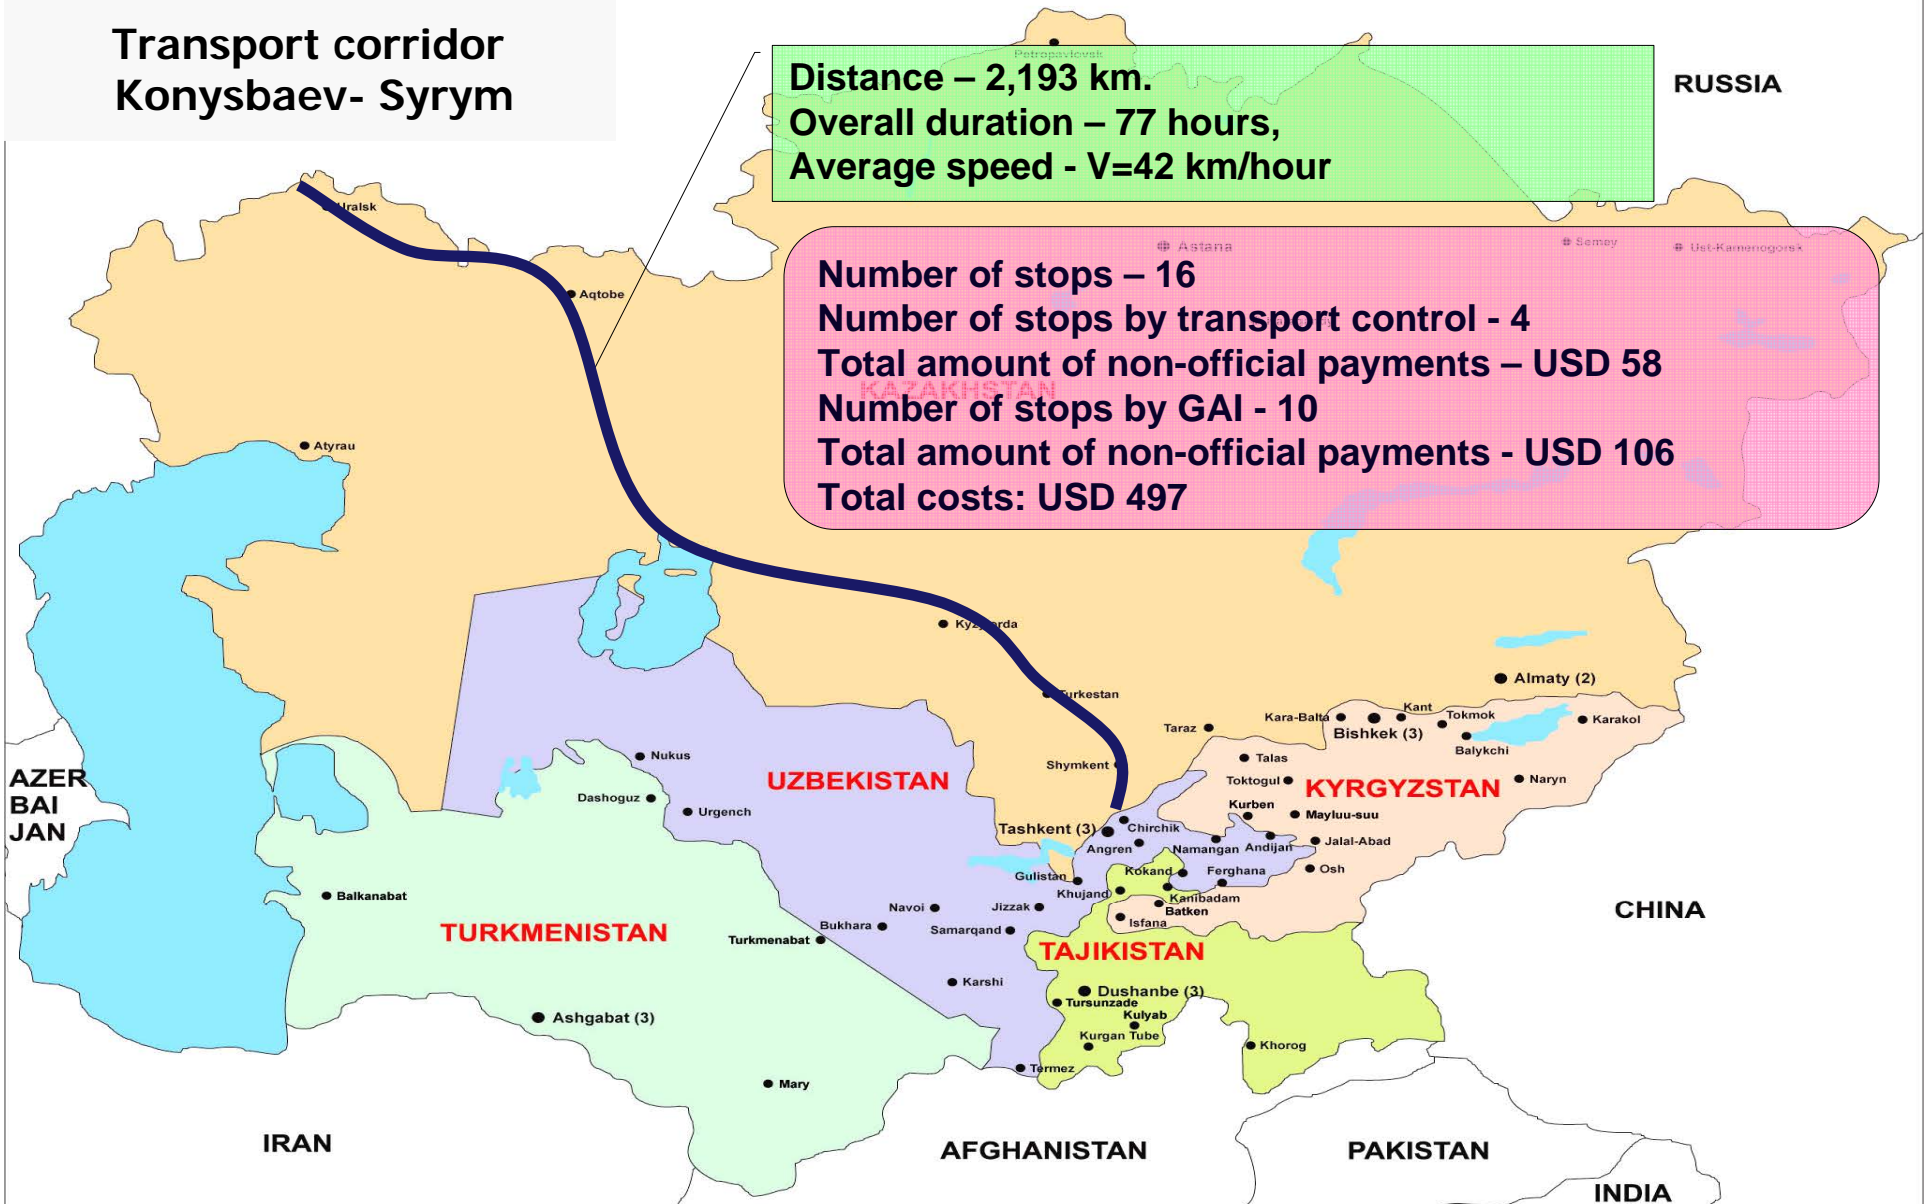 Transport corridor
Konysbaev- Syrym
Distance – 2,193 km.
Overall duration – 77 hours,
Average speed - V=42 km/hour
Number of stops – 16
Number of stops by transport control - 4
Total amount of non-official payments – USD 58
Number of stops by GAI - 10
Total amount of non-official payments - USD 106
Total costs: USD 497
Petropavlovsk
RUSSIA
Uralsk
Astana
Semey
Ust-Kamenogorsk
Aqtobe
KAZAKHSTAN
Atyrau
Kyzylorda
Almaty (2)
Turkestan
Taraz
Kara-Balta
Kant
Tokmok
Karakol
Bishkek (3)
Balykchi
Nukus
Shymkent
Talas
UZBEKISTAN
Toktogul
KYRGYZSTAN
Naryn
AZER
BAI
JAN
Dashoguz
Urgench
Kurben
Mayluu-suu
Tashkent (3)
Chirchik
Angren
Namangan
Andijan
Jalal-Abad
Gulistan
Kokand
Ferghana
Osh
Khujand
Kanibadam
Balkanabat
Navoi
Jizzak
Batken
CHINA
Bukhara
Samarqand
Isfana
TURKMENISTAN
Turkmenabat
TAJIKISTAN
Karshi
Dushanbe (3)
Tursunzade
Ashgabat (3)
Kulyab
Kurgan Tube
Khorog
Termez
Mary
IRAN
AFGHANISTAN
PAKISTAN
INDIA